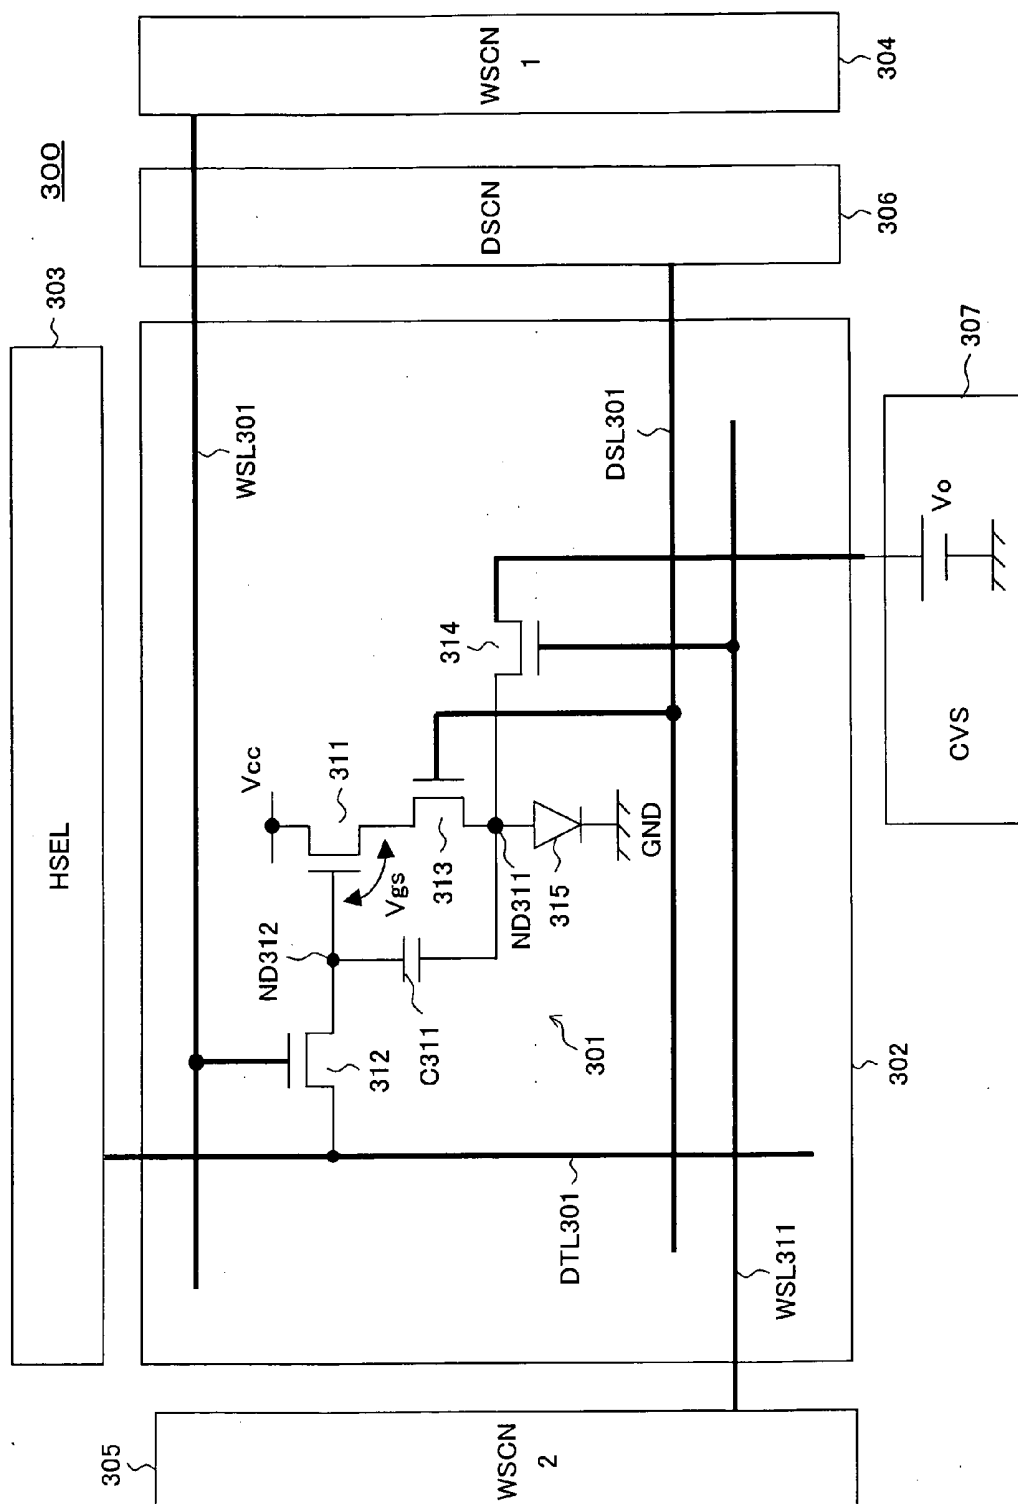 300
HSEL
303
WSCN
1
304
DSCN
306
WSL301
DSL301
Vcc
311
Vgs
ND312
312
C311
313
314
ND311
315
GND
301
302
DTL301
WSL311
305
WSCN
2
307
Vo
CVS